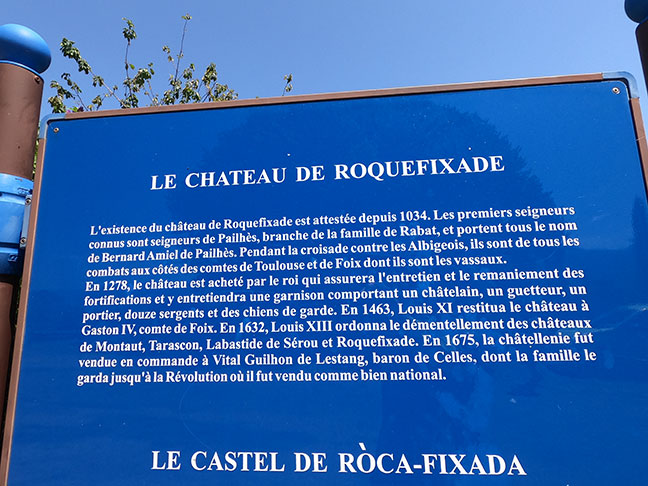 LE CHATEAU DE ROQUEFIXADE
L'existence du château de Roquefixade est attestée depuis 1034. Les premiers seigneurs
connus sont seigneurs de Pailhès, branche de la famille de Rabat, et portent tous le nom
de Bernard Amiel de Pailhès. Pendant la croisade contre les Albigeois, ils sont de tous les
combats aux côtés des comtes de Toulouse et de Foix dont ils sont les vassaux.
En 1278, le château est acheté par le roi qui assurera l'entretien et le remaniement des
fortifications et y entretiendra une garnison comportant un châtelain, un guetteur, un
portier, douze sergents et des chiens de garde. En 1463, Louis XI restitua le château à
Gaston IV, comte de Foix. En 1632, Louis XIII ordonna le démentellement des châteaux
de Montaut, Tarascon, Labastide de Sérou et Roquefixade. En 1675, la châtellenie fut
vendue en commande à Vital Guilhon de Lestang, baron de Celles, dont la famille le
garda jusqu'à la Révolution où il fut vendu comme bien national.
LE CASTEL DE RÒCA-FIXADA